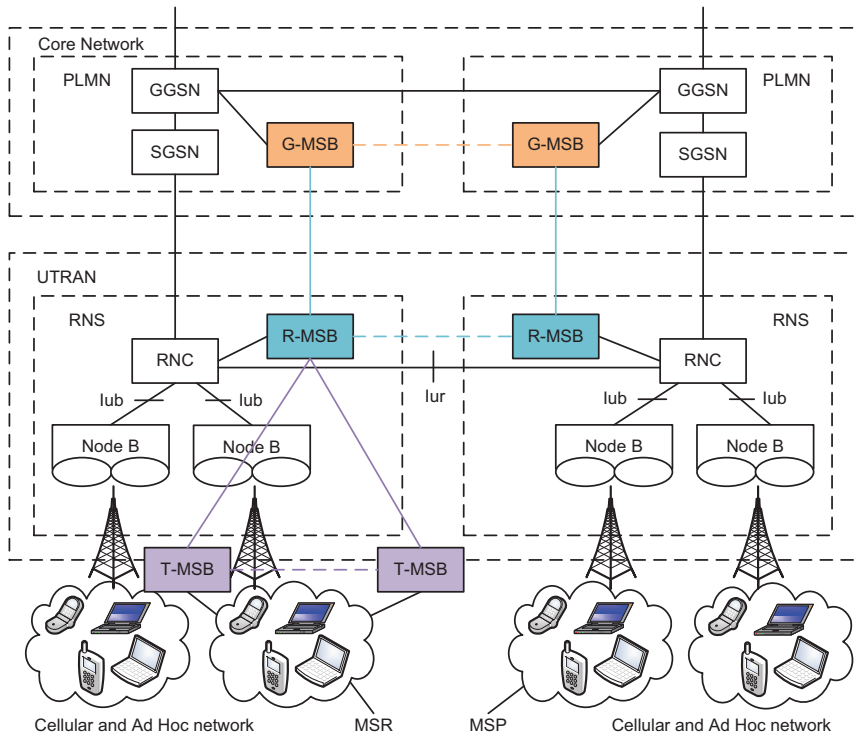 Core Network
PLMN
GGSN
GGSN
PLMN
G-MSB
G-MSB
SGSN
SGSN
UTRAN
RNS
R-MSB
R-MSB
RNS
RNC
RNC
Iub
Iub
Iur
Iub
Iub
Node B
Node B
Node B
Node B
T-MSB
T-MSB
Cellular and Ad Hoc network
MSR
MSP
Cellular and Ad Hoc network